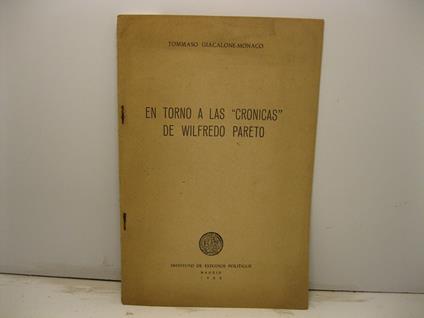 TOMMASO GIACALONE-MONACO
EN TORNO A LAS "CRONICAS"
DE WILFREDO PARETO
INSTITUTO DE ESTUDIOS POLITICOS
MADRID